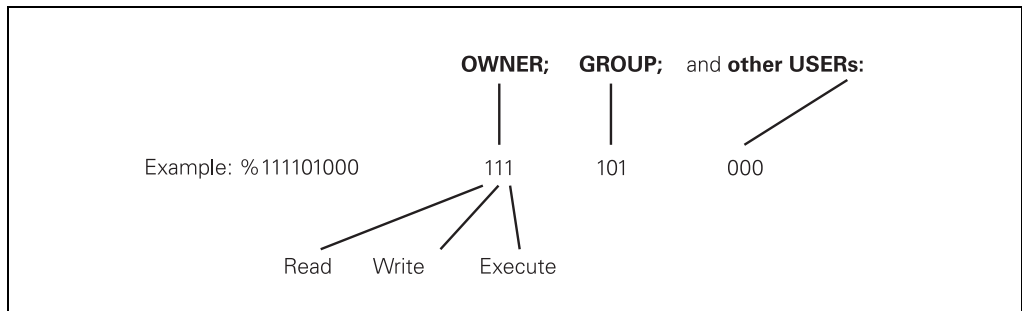 OWNER; GROUP; and other USERs:
Example: %111101000 111 101 000
Read Write Execute